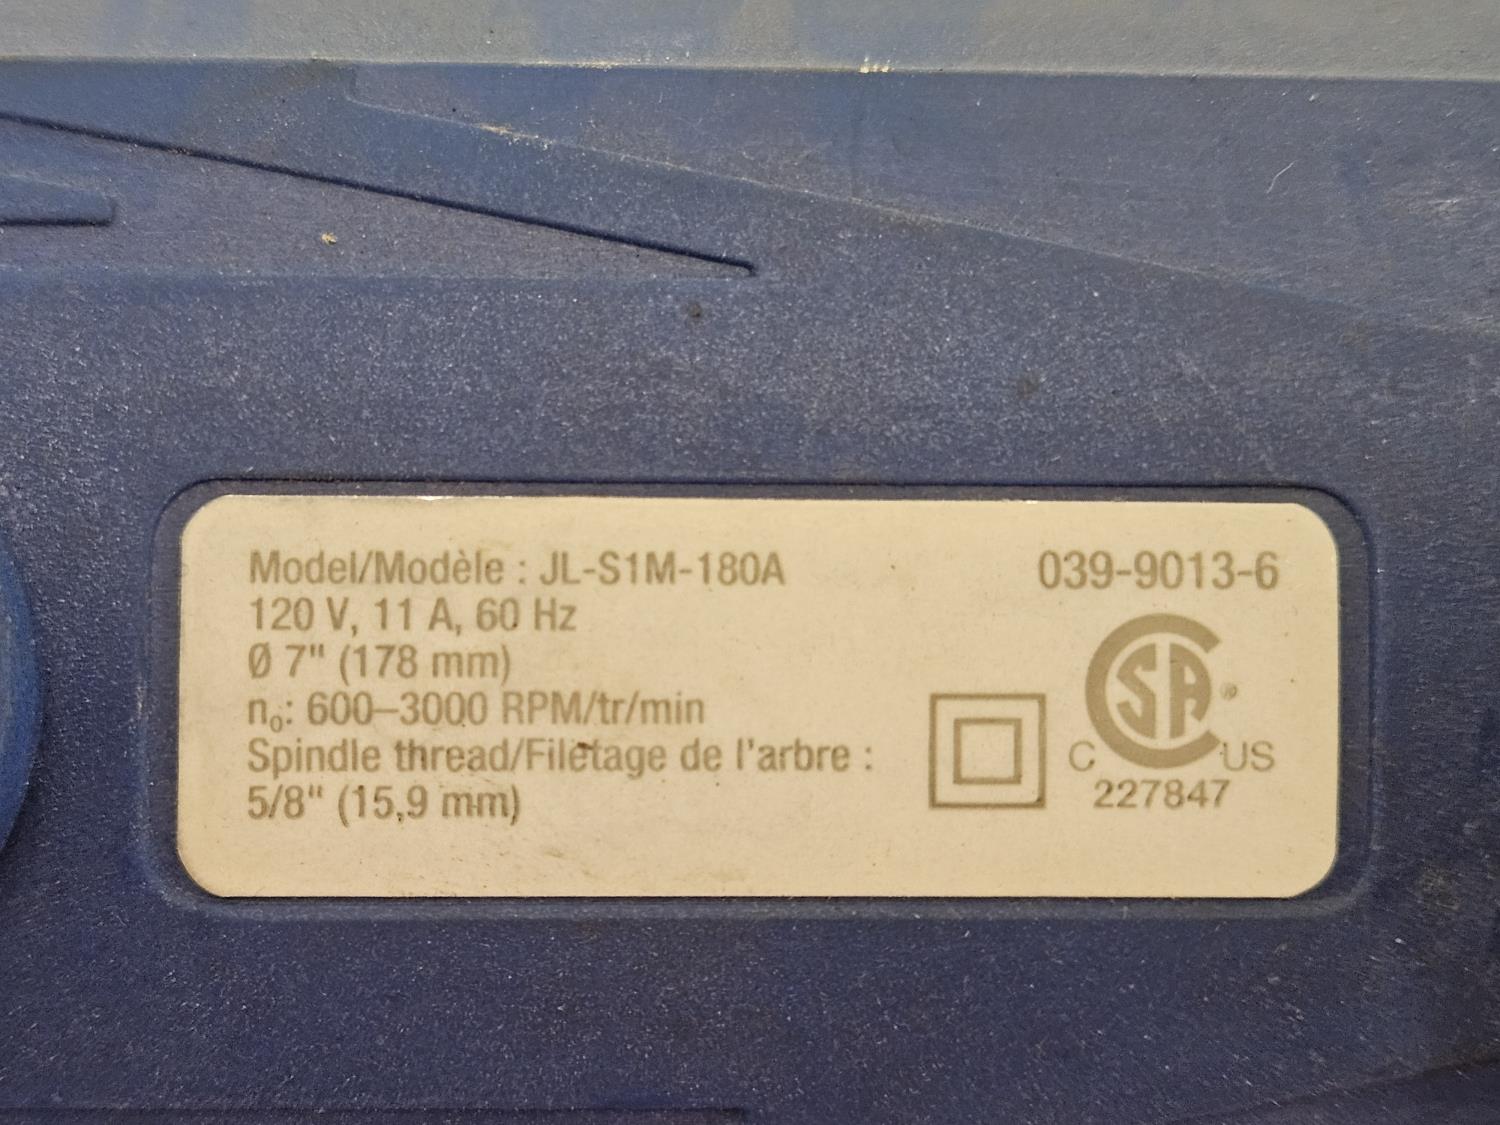 Model/Modèle : JL-S1M-180A
039-9013-6
120 V, 11 A, 60 Hz
Ø 7" (178 mm)
n₀: 600–3000 RPM/tr/min
Spindle thread/Filetage de l'arbre :
5/8" (15,9 mm)
CSA ®
C US
227847